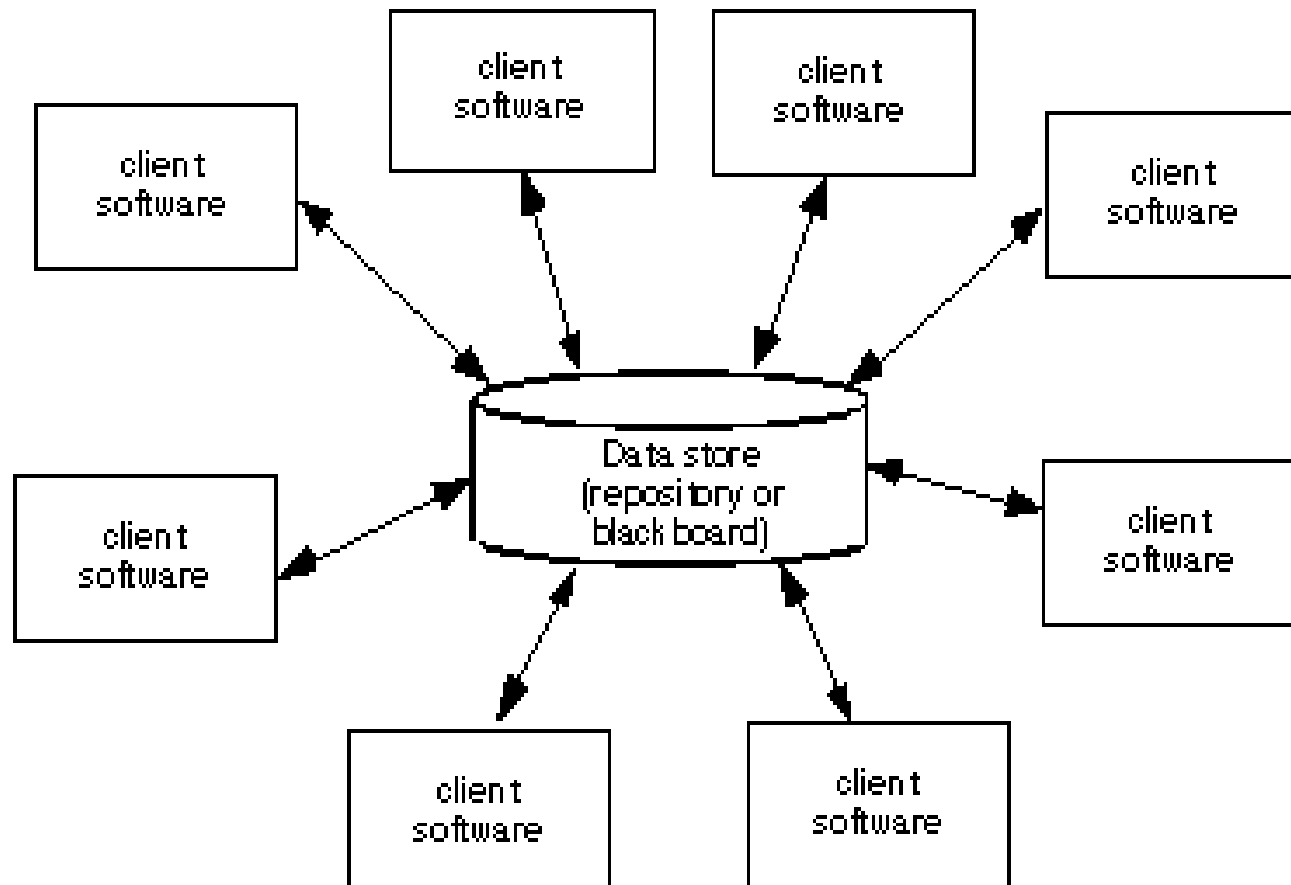 client
software
client
software
client
software
client
software
Data store
(repository or
black board)
client
software
client
software
client
software
client
software